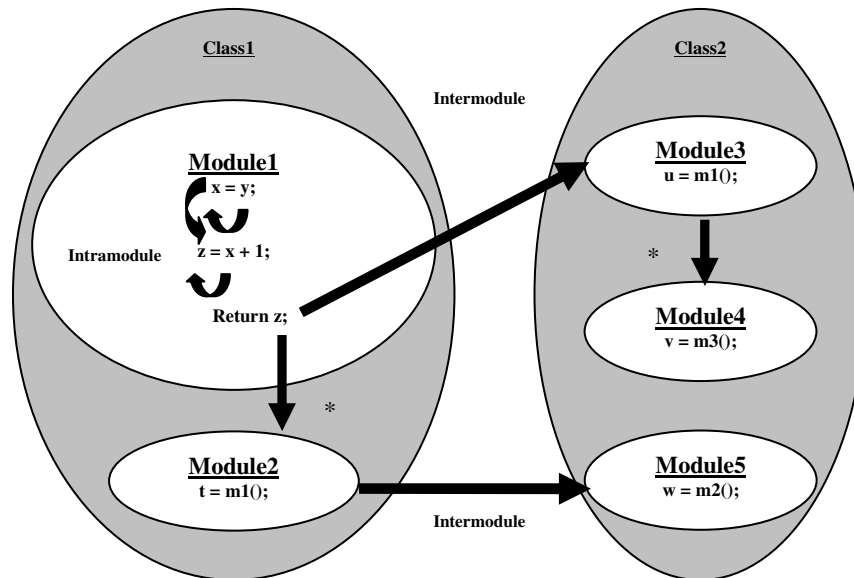 Class1
Module1
x = y;
Intramodule
z = x + 1;
Return z;
*
Module2
t = m1();
Intermodule
Intermodule
Class2
Module3
u = m1();
*
Module4
v = m3();
Module5
w = m2();